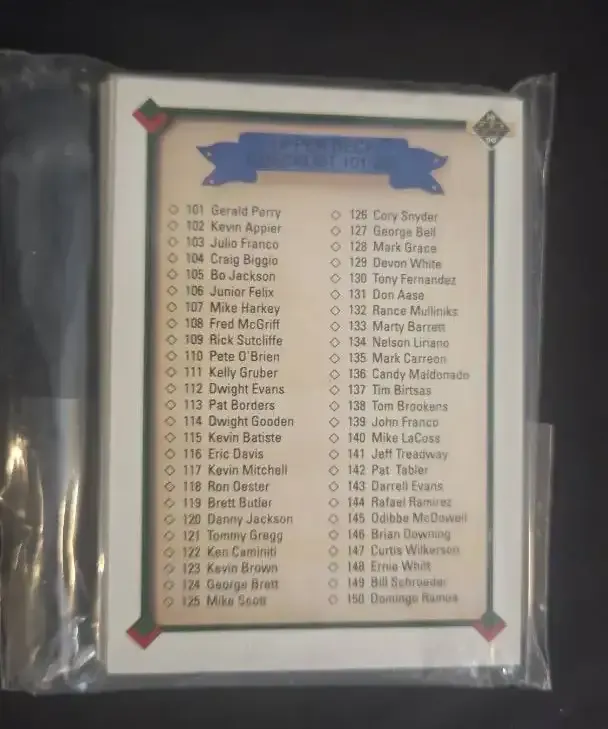 UPPER DECK
CHECKLIST 101-
101 Gerald Perry
102 Kevin Appier
103 Julio Franco
104 Craig Biggio
105 Bo Jackson
106 Junior Felix
107 Mike Harkey
108 Fred McGriff
109 Rick Sutcliffe
110 Pete O'Brien
111 Kelly Gruber
112 Dwight Evans
113 Pat Borders
114 Dwight Gooden
115 Kevin Batiste
116 Eric Davis
117 Kevin Mitchell
118 Ron Oester
119 Brett Butler
120 Danny Jackson
121 Tommy Gregg
122 Ken Caminiti
123 Kevin Brown
124 George Brett
125 Mike Scott
126 Cory Snyder
127 George Bell
128 Mark Grace
129 Devon White
130 Tony Fernandez
131 Don Aase
132 Rance Mulliniks
133 Marty Barrett
134 Nelson Liriano
135 Mark Carreon
136 Candy Maldonado
137 Tim Birtsas
138 Tom Brookens
139 John Franco
140 Mike LaCoss
141 Jeff Treadway
142 Pat Tabler
143 Darrell Evans
144 Rafael Ramirez
145 Odibbe McDowell
146 Brian Downing
147 Curtis Wilkerson
148 Ernie Whitt
149 Bill Schroeder
150 Domingo Ramos